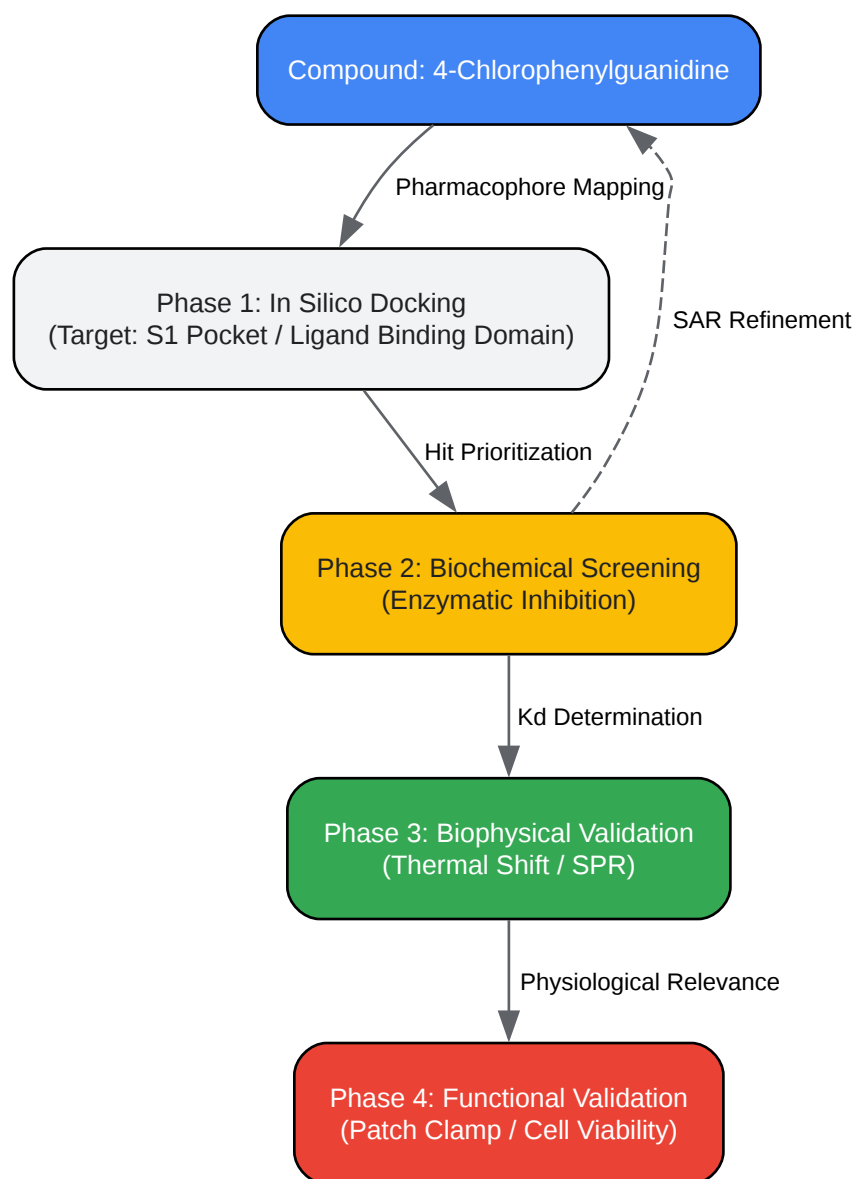 Compound: 4-Chlorophenylguanidine
Pharmacophore Mapping
Phase 1: In Silico Docking
(Target: S1 Pocket / Ligand Binding Domain)
SAR Refinement
Hit Prioritization
Phase 2: Biochemical Screening
(Enzymatic Inhibition)
Kd Determination
Phase 3: Biophysical Validation
(Thermal Shift / SPR)
Physiological Relevance
Phase 4: Functional Validation
(Patch Clamp / Cell Viability)